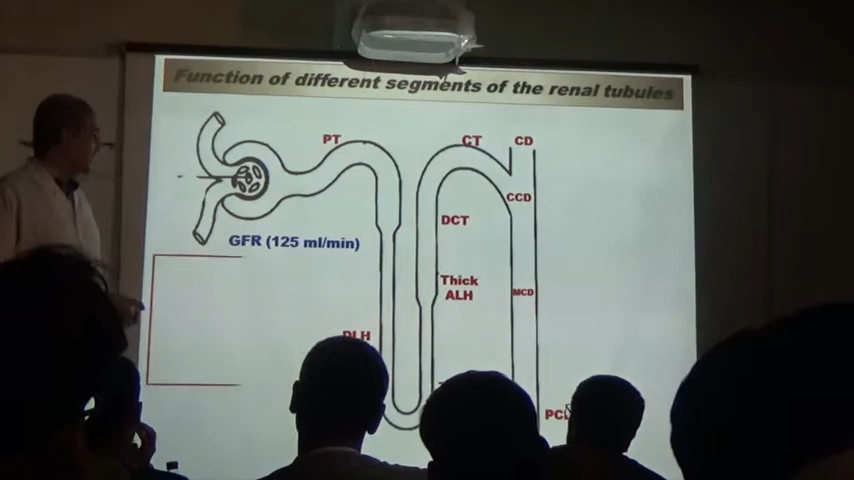 Function of different segments of the renal tubules
PT
CT
CD
CCD
DCT
GFR (125 ml/min)
Thick
ALH
MCD
DLH